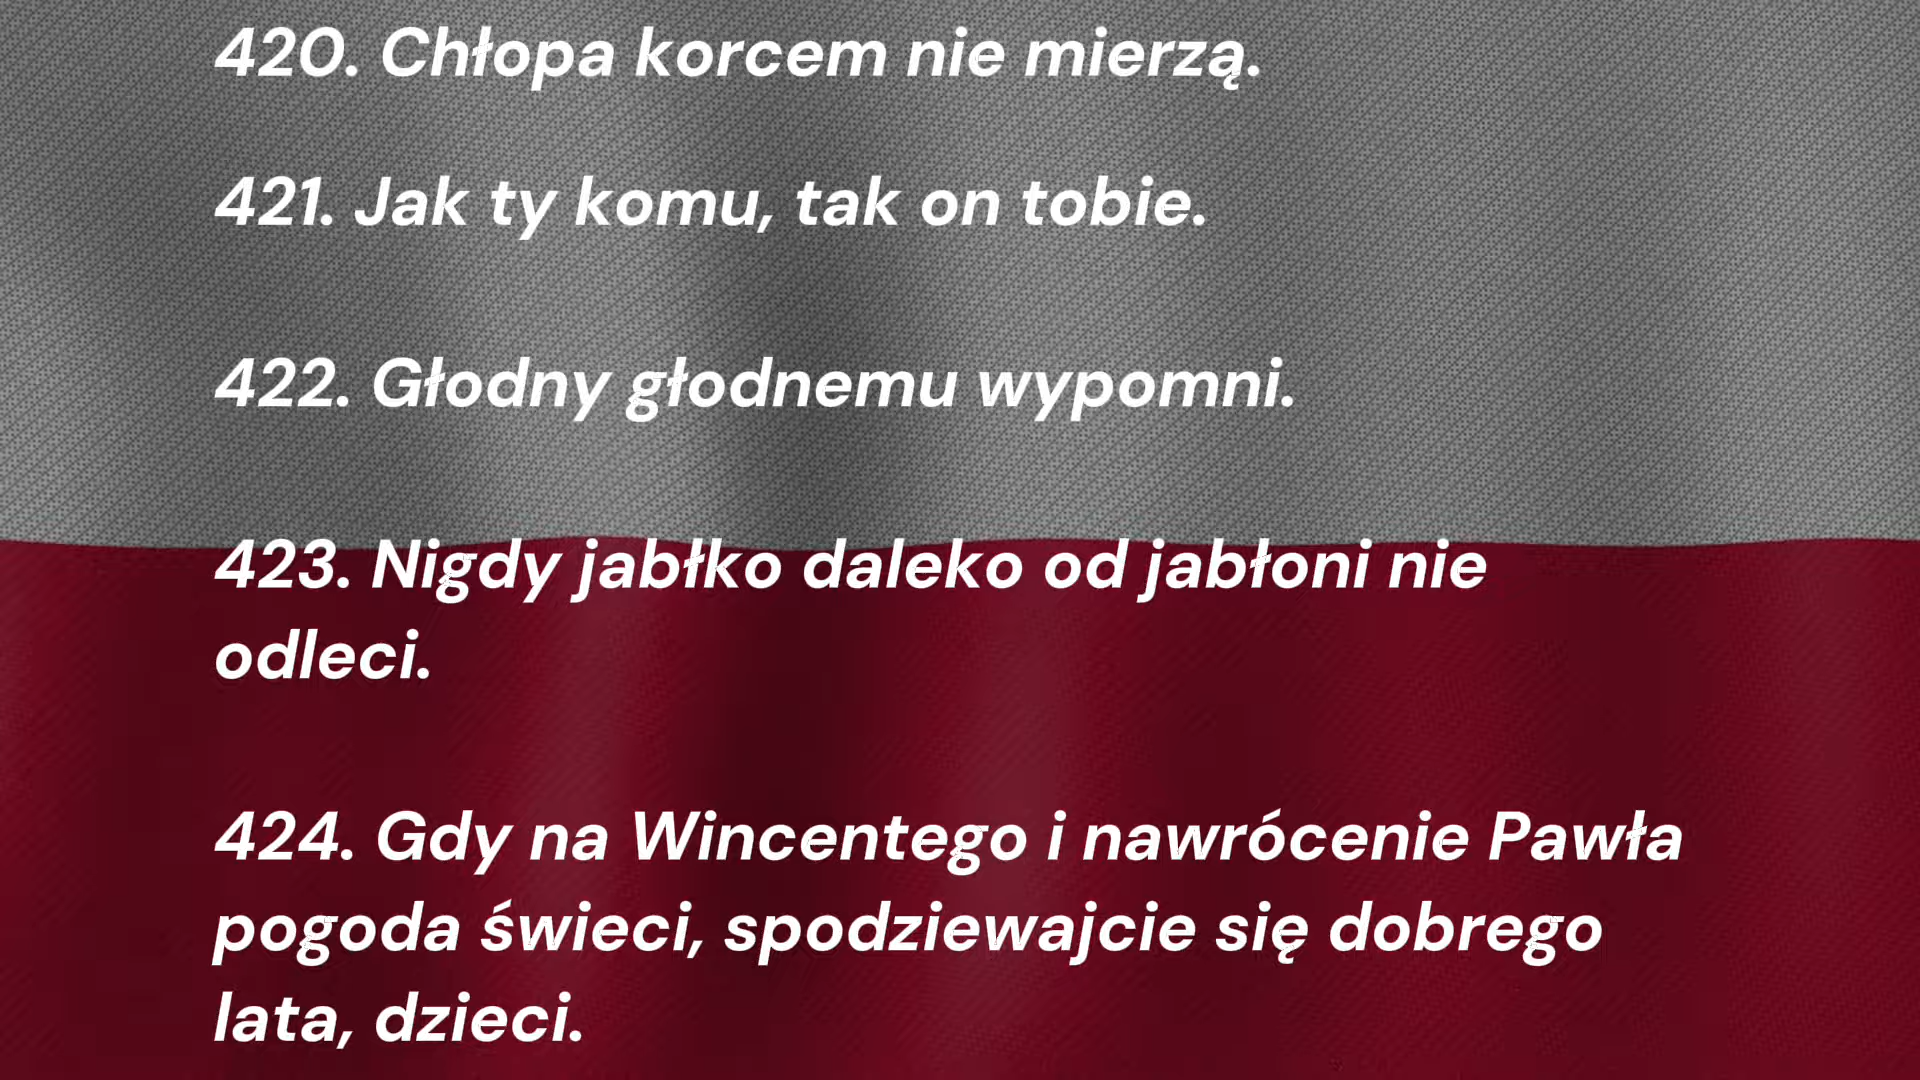 420. Chłopa korcem nie mierzą.
421. Jak ty komu, tak on tobie.
422. Głodny głodnemu wypomni.
423. Nigdy jabłko daleko od jabłoni nie
odleci.
424. Gdy na Wincentego i nawrócenie Pawła
pogoda świeci, spodziewajcie się dobrego
lata, dzieci.